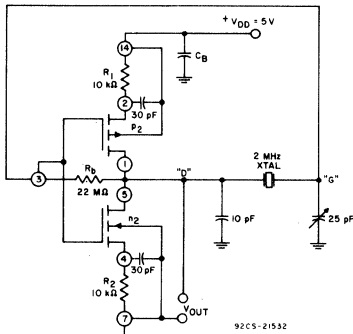 + VDD = 5V
14
CB
R1
10 kΩ
2
30 pF
p2
1
"D"
2 MHz
XTAL
"G"
3
Rb
22 MΩ
5
10 pF
25 pF
n2
4
30 pF
R2
10 kΩ
VOUT
7
92CS-21532